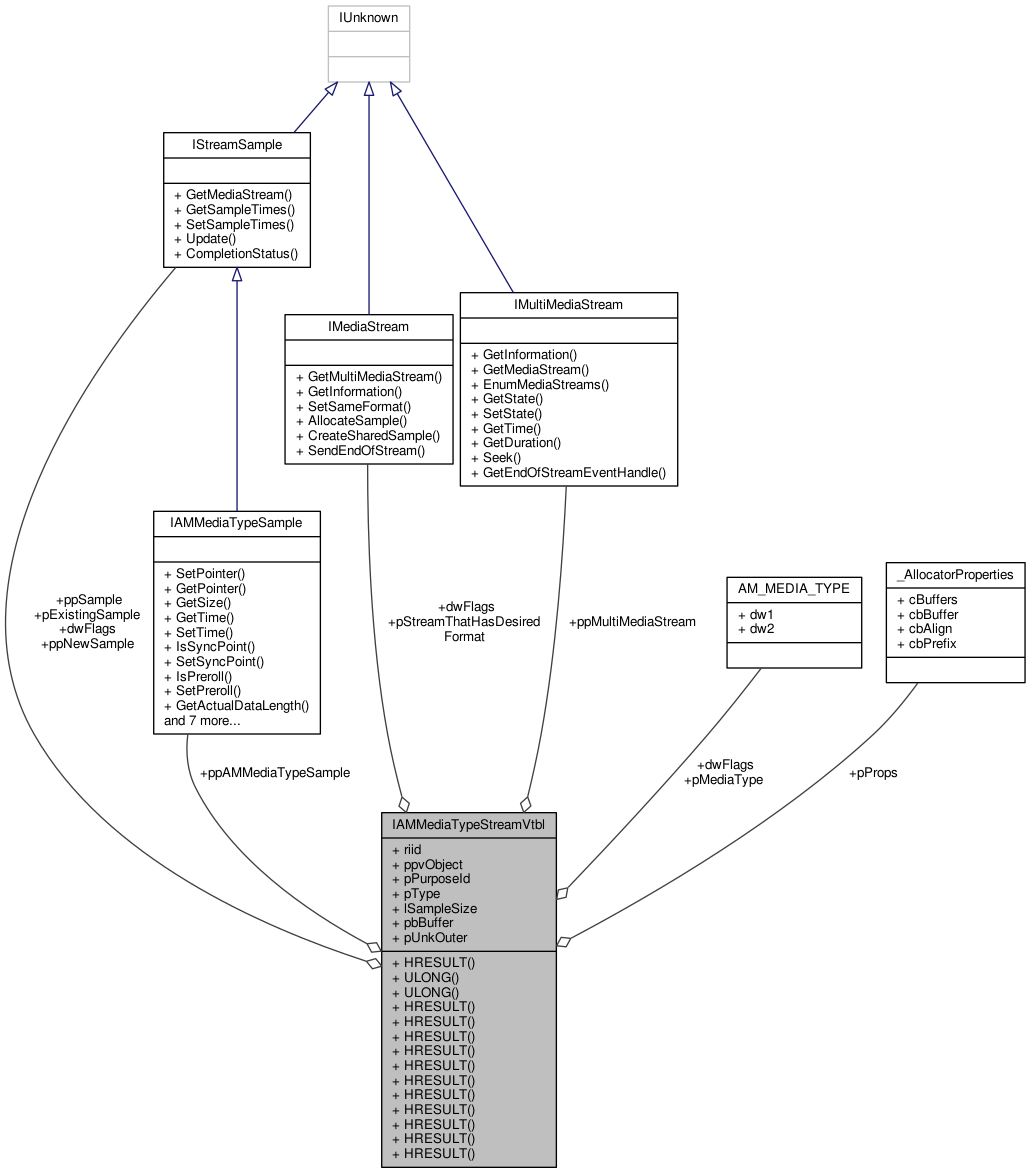 IUnknown
IStreamSample
+ GetMediaStream()
+ GetSampleTimes()
+ SetSampleTimes()
+ Update()
+ CompletionStatus()
IMediaStream
+ GetMultiMediaStream()
+ GetInformation()
+ SetSameFormat()
+ AllocateSample()
+ CreateSharedSample()
+ SendEndOfStream()
IMultiMediaStream
+ GetInformation()
+ GetMediaStream()
+ EnumMediaStreams()
+ GetState()
+ SetState()
+ GetTime()
+ GetDuration()
+ Seek()
+ GetEndOfStreamEventHandle()
IAMMediaTypeSample
+ SetPointer()
+ GetPointer()
+ GetSize()
+ GetTime()
+ SetTime()
+ IsSyncPoint()
+ SetSyncPoint()
+ IsPreroll()
+ SetPreroll()
+ GetActualDataLength()
and 7 more...
AM_MEDIA_TYPE
+ dw1
+ dw2
_AllocatorProperties
+ cBuffers
+ cbBuffer
+ cbAlign
+ cbPrefix
+ppSample
+pExistingSample
+dwFlags
+ppNewSample
+dwFlags
+pStreamThatHasDesired
Format
+ppMultiMediaStream
+ppAMMediaTypeSample
+dwFlags
+pMediaType
+pProps
IAMMediaTypeStreamVtbl
+ riid
+ ppvObject
+ pPurposeId
+ pType
+ lSampleSize
+ pbBuffer
+ pUnkOuter
+ HRESULT()
+ ULONG()
+ ULONG()
+ HRESULT()
+ HRESULT()
+ HRESULT()
+ HRESULT()
+ HRESULT()
+ HRESULT()
+ HRESULT()
+ HRESULT()
+ HRESULT()
+ HRESULT()
+ HRESULT()